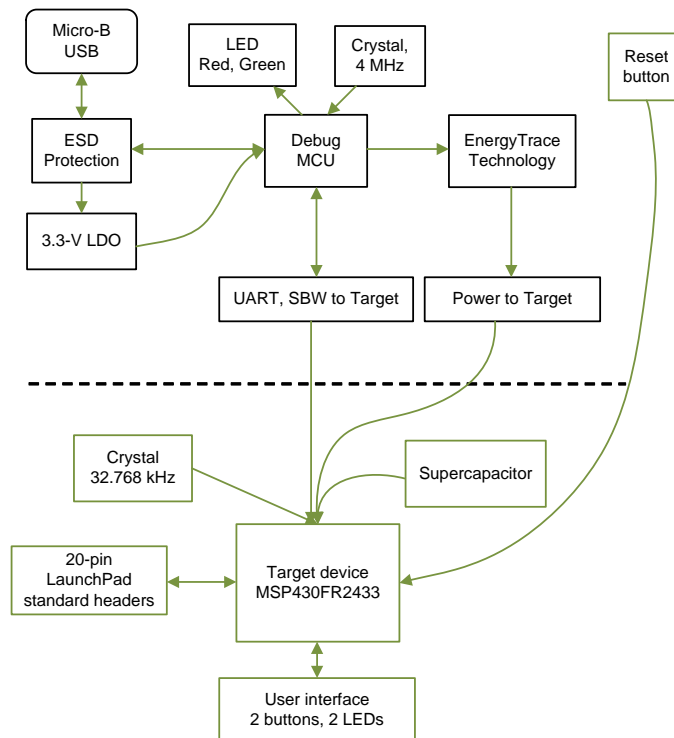 Micro-B
USB
LED
Red, Green
Crystal,
4 MHz
Reset
button
ESD
Protection
Debug
MCU
EnergyTrace
Technology
3.3-V LDO
UART, SBW to Target
Power to Target
Crystal
32.768 kHz
Supercapacitor
20-pin
LaunchPad
standard headers
Target device
MSP430FR2433
User interface
2 buttons, 2 LEDs